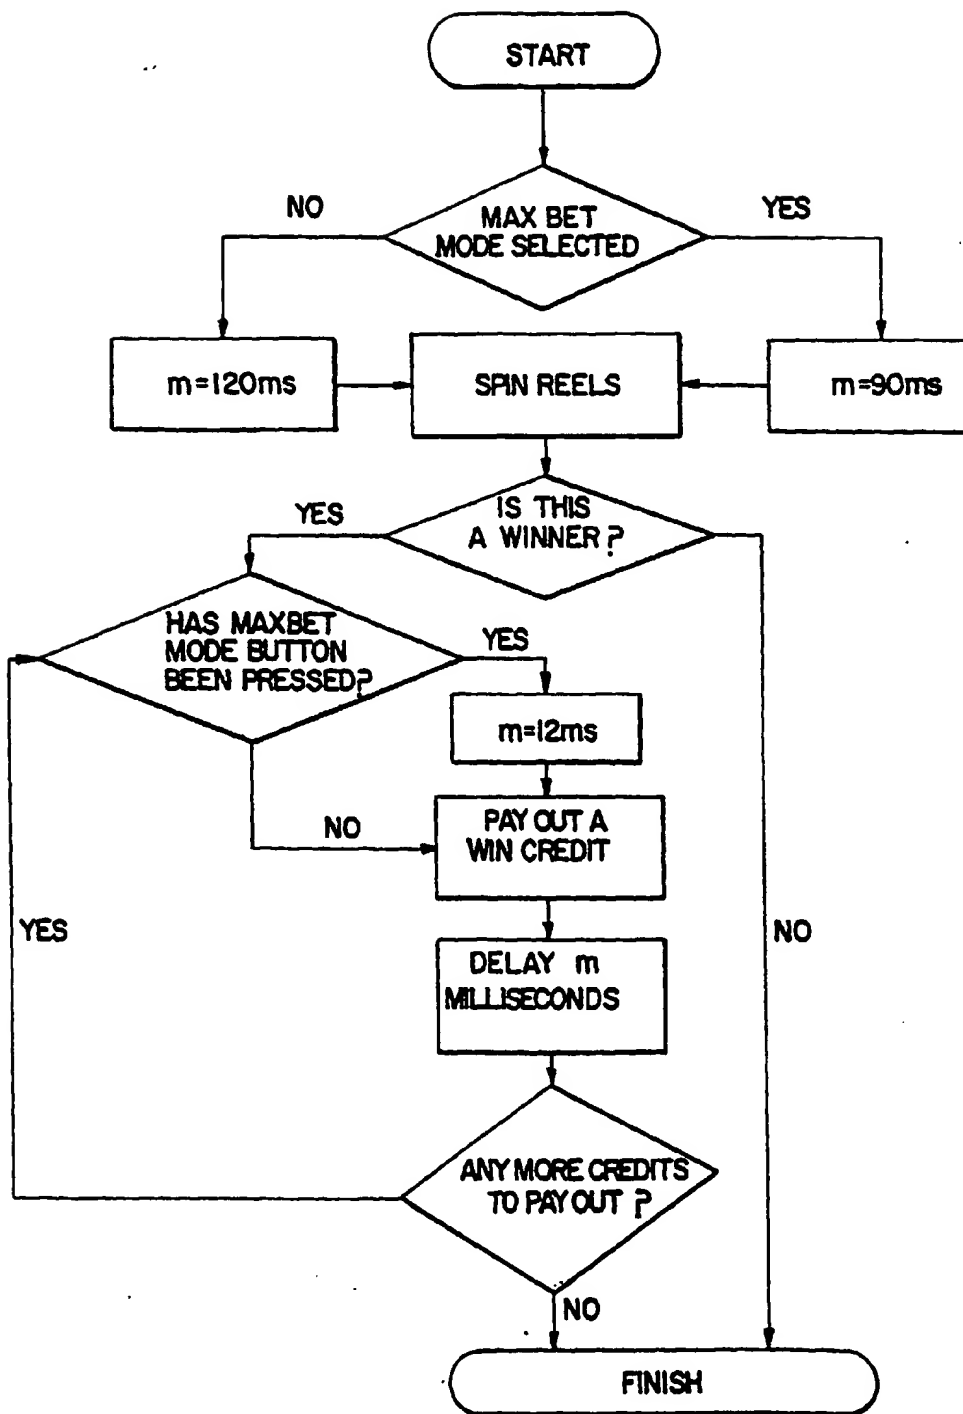 START
NO
YES
MAX BET
MODE SELECTED
m=120ms
SPIN REELS
m=90ms
YES
IS THIS
A WINNER?
HAS MAXBET
MODE BUTTON
BEEN PRESSED?
YES
m=12ms
NO
PAY OUT A
WIN CREDIT
YES
NO
DELAY m
MILLISECONDS
ANY MORE CREDITS
TO PAY OUT ?
NO
FINISH